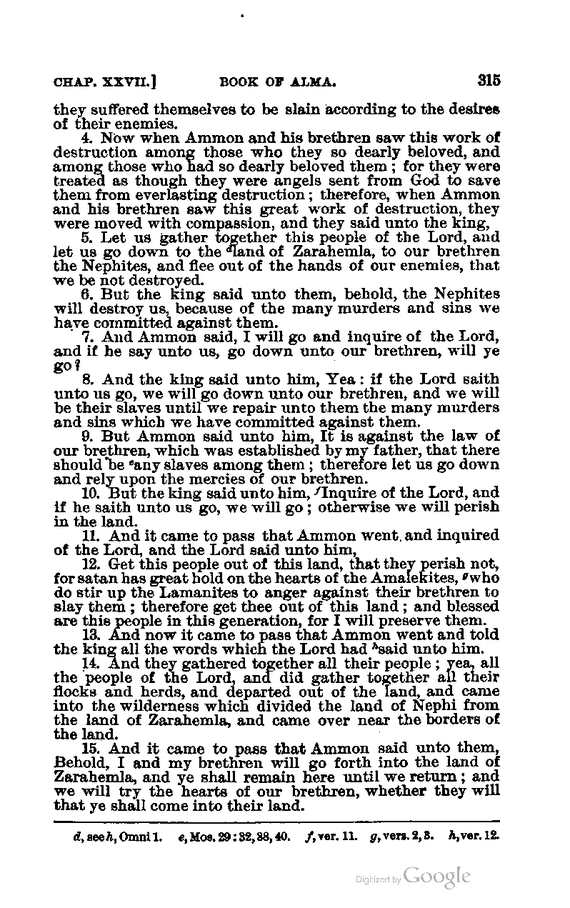 CHAP. XXVII.] BOOK OF ALMA. 315
they suffered themselves to be slain according to the desires
of their enemies.
4. Now when Ammon and his brethren saw this work of
destruction among those who they so dearly beloved, and
among those who had so dearly beloved them; for they were
treated as though they were angels sent from God to save
them from everlasting destruction; therefore, when Ammon
and his brethren saw this great work of destruction, they
were moved with compassion, and they said unto the king,
5. Let us gather together this people of the Lord, and
let us go down to the dland of Zarahemla, to our brethren
the Nephites, and flee out of the hands of our enemies, that
we be not destroyed.
6. But the king said unto them, behold, the Nephites
will destroy us, because of the many murders and sins we
have committed against them.
7. And Ammon said, I will go and inquire of the Lord,
and if he say unto us, go down unto our brethren, will ye
go?
8. And the king said unto him, Yea: if the Lord saith
unto us go, we will go down unto our brethren, and we will
be their slaves until we repair unto them the many murders
and sins which we have committed against them.
9. But Ammon said unto him, It is against the law of
our brethren, which was established by my father, that there
should be eany slaves among them; therefore let us go down
and rely upon the mercies of our brethren.
10. But the king said unto him, fInquire of the Lord, and
if he saith unto us go, we will go; otherwise we will perish
in the land.
11. And it came to pass that Ammon went and inquired
of the Lord, and the Lord said unto him,
12. Get this people out of this land, that they perish not,
for satan has great hold on the hearts of the Amalekites, gwho
do stir up the Lamanites to anger against their brethren to
slay them; therefore get thee out of this land; and blessed
are this people in this generation, for I will preserve them.
13. And now it came to pass that Ammon went and told
the king all the words which the Lord had hsaid unto him.
14. And they gathered together all their people; yea, all
the people of the Lord, and did gather together all their
flocks and herds, and departed out of the land, and came
into the wilderness which divided the land of Nephi from
the land of Zarahemla, and came over near the borders of
the land.
15. And it came to pass that Ammon said unto them,
Behold, I and my brethren will go forth into the land of
Zarahemla, and ye shall remain here until we return; and
we will try the hearts of our brethren, whether they will
that ye shall come into their land.
d, see h, Omni 1. e, Mos. 29:32, 38, 40. f, ver. 11. g, vers. 2, 3. h, ver. 12.
Digitized by Google